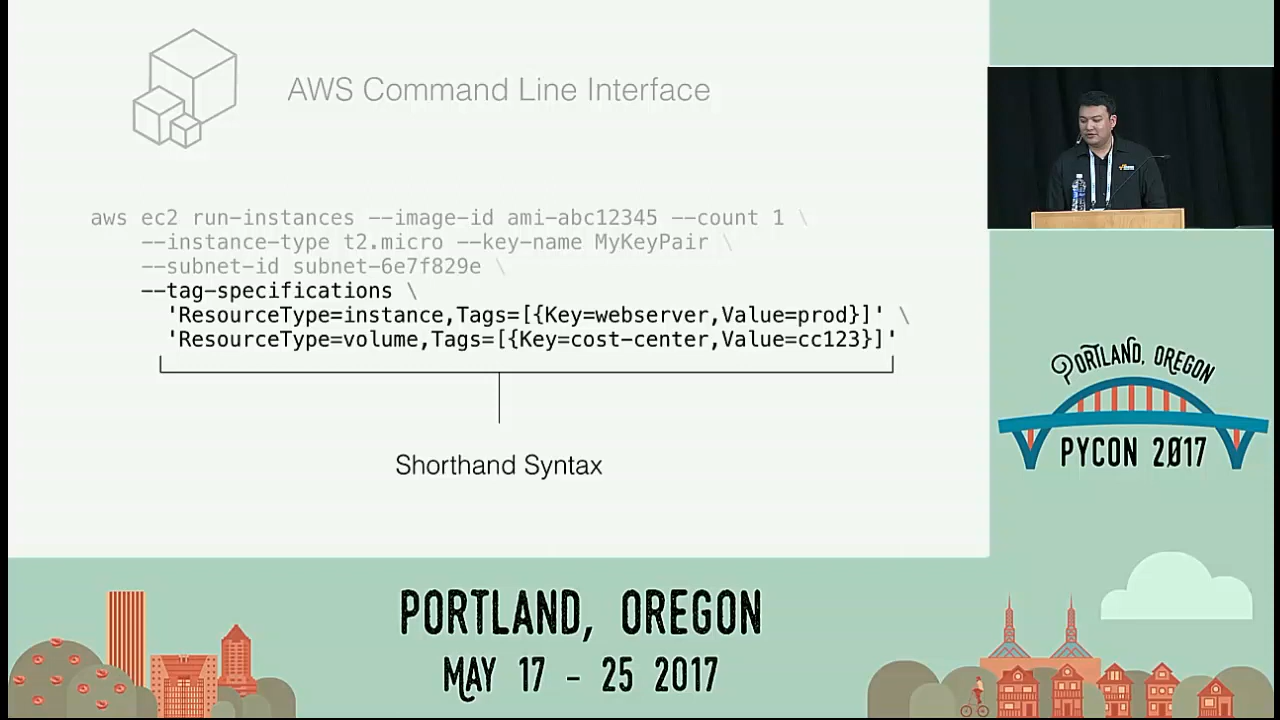 AWS Command Line Interface
aws ec2 run-instances --image-id ami-abc12345 --count 1 \
--instance-type t2.micro --key-name MyKeyPair \
--subnet-id subnet-6e7f829e \
--tag-specifications \
'ResourceType=instance,Tags=[{Key=webserver,Value=prod}]' \
'ResourceType=volume,Tags=[{Key=cost-center,Value=cc123}]'
Shorthand Syntax
PORTLAND, OREGON
PYCON 2017
PORTLAND, OREGON
MAY 17 - 25 2017